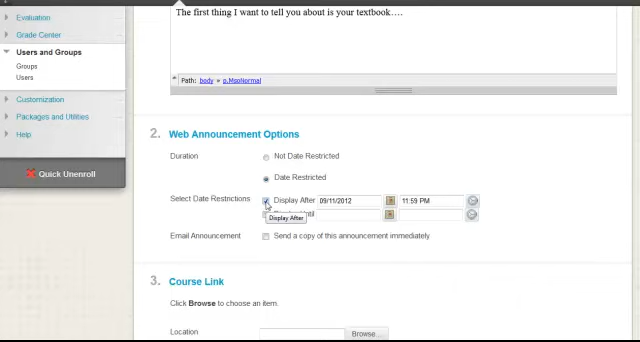 Evaluation
Grade Center
Users and Groups
Groups
Users
Customization
Packages and Utilities
Help
Quick Unenroll
The first thing I want to tell you about is your textbook….
Path: body » p.MsoNormal
2. Web Announcement Options
Duration
Not Date Restricted
Date Restricted
Select Date Restrictions
Display After 09/11/2012 11:59 PM
Until
Display After
Email Announcement
Send a copy of this announcement immediately
3. Course Link
Click Browse to choose an item.
Location
Browse...